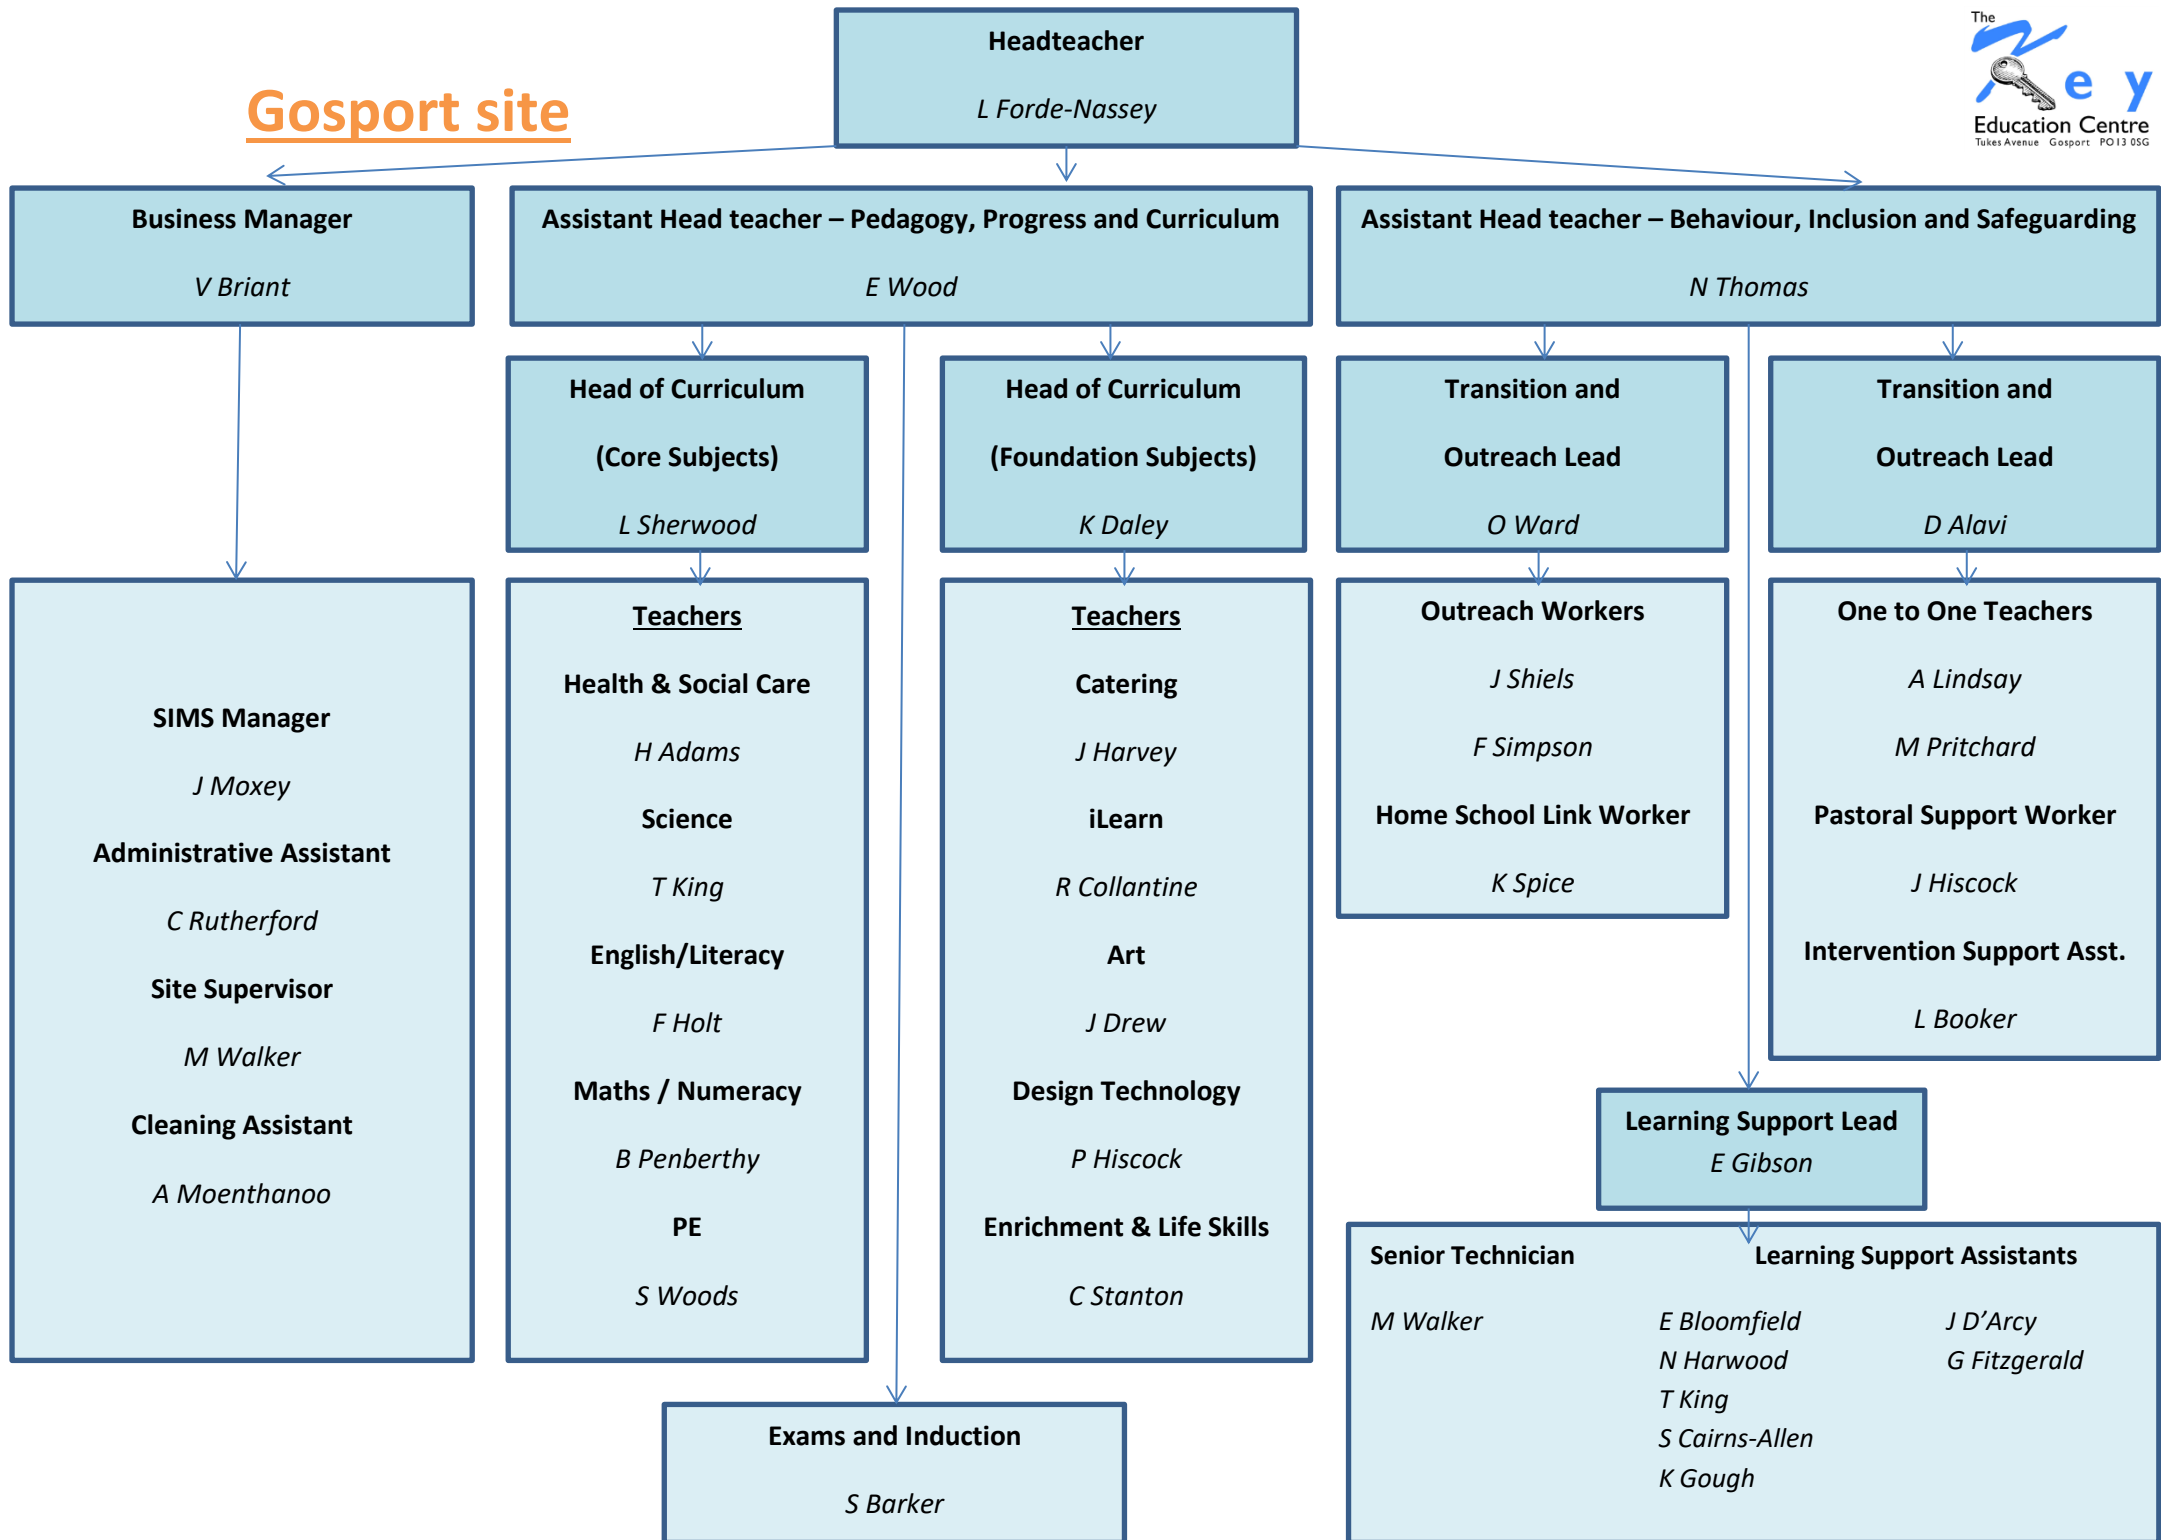 Headteacher
L Forde-Nassey
Gosport site
The
Key
Education Centre
Tukes Avenue Gosport PO13 0SG
Business Manager
V Briant
Assistant Head teacher – Pedagogy, Progress and Curriculum
E Wood
Assistant Head teacher – Behaviour, Inclusion and Safeguarding
N Thomas
Head of Curriculum
(Core Subjects)
L Sherwood
Head of Curriculum
(Foundation Subjects)
K Daley
Transition and
Outreach Lead
O Ward
Transition and
Outreach Lead
D Alavi
SIMS Manager
J Moxey
Administrative Assistant
C Rutherford
Site Supervisor
M Walker
Cleaning Assistant
A Moenthanoo
Teachers
Health & Social Care
H Adams
Science
T King
English/Literacy
F Holt
Maths / Numeracy
B Penberthy
PE
S Woods
Teachers
Catering
J Harvey
iLearn
R Collantine
Art
J Drew
Design Technology
P Hiscock
Enrichment & Life Skills
C Stanton
Outreach Workers
J Shiels
F Simpson
Home School Link Worker
K Spice
One to One Teachers
A Lindsay
M Pritchard
Pastoral Support Worker
J Hiscock
Intervention Support Asst.
L Booker
Learning Support Lead
E Gibson
Senior Technician Learning Support Assistants
M Walker E Bloomfield J D’Arcy
N Harwood G Fitzgerald
T King
S Cairns-Allen
K Gough
Exams and Induction
S Barker